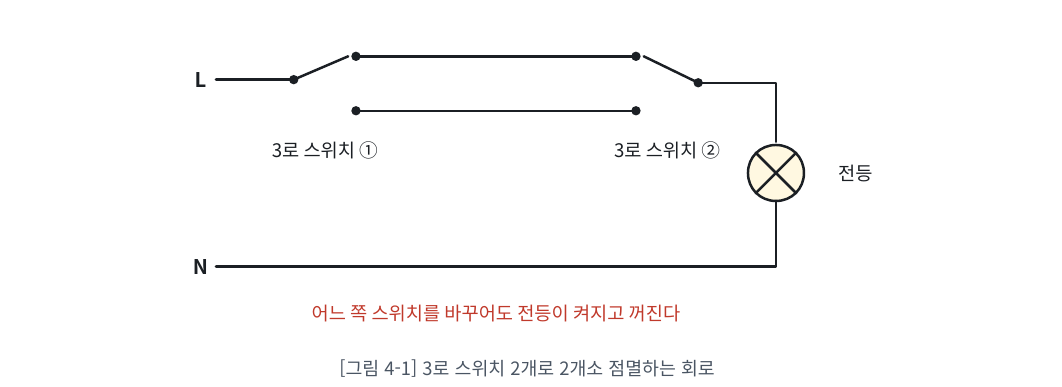 L
3로 스위치 ①
3로 스위치 ②
전등
N
어느 쪽 스위치를 바꾸어도 전등이 켜지고 꺼진다
[그림 4-1] 3로 스위치 2개로 2개소 점멸하는 회로